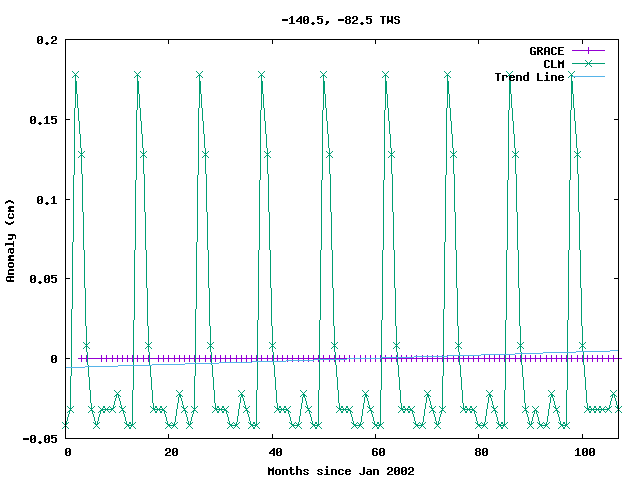 -140.5, -82.5 TWS
GRACE
CLM
Trend Line
0.2
0.15
0.1
0.05
0
-0.05
Anomaly (cm)
0 20 40 60 80 100
Months since Jan 2002